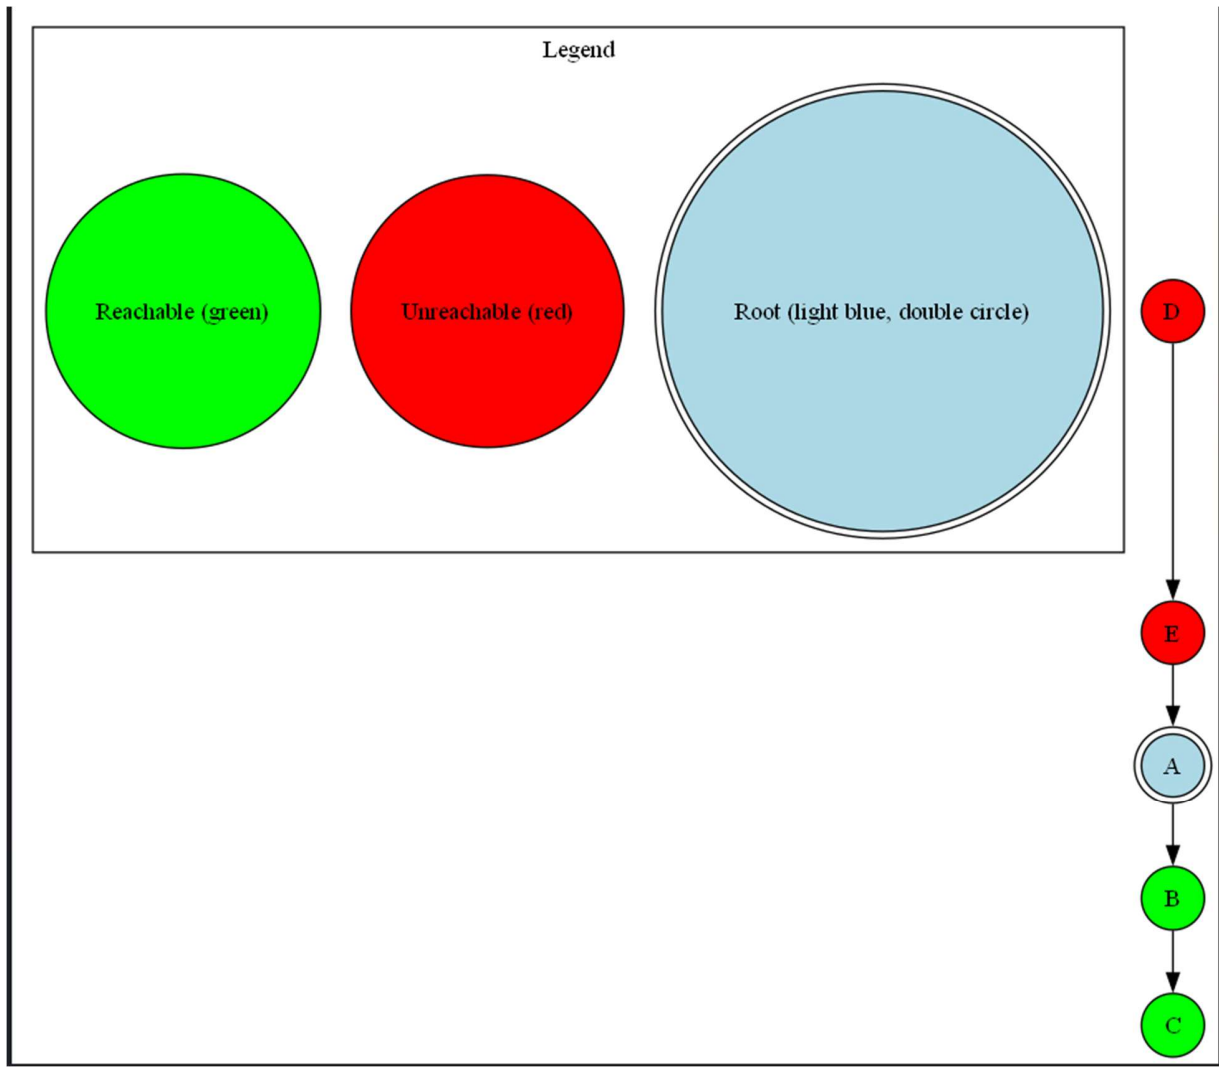 Legend
Reachable (green)
Unreachable (red)
Root (light blue, double circle)
D
E
A
B
C